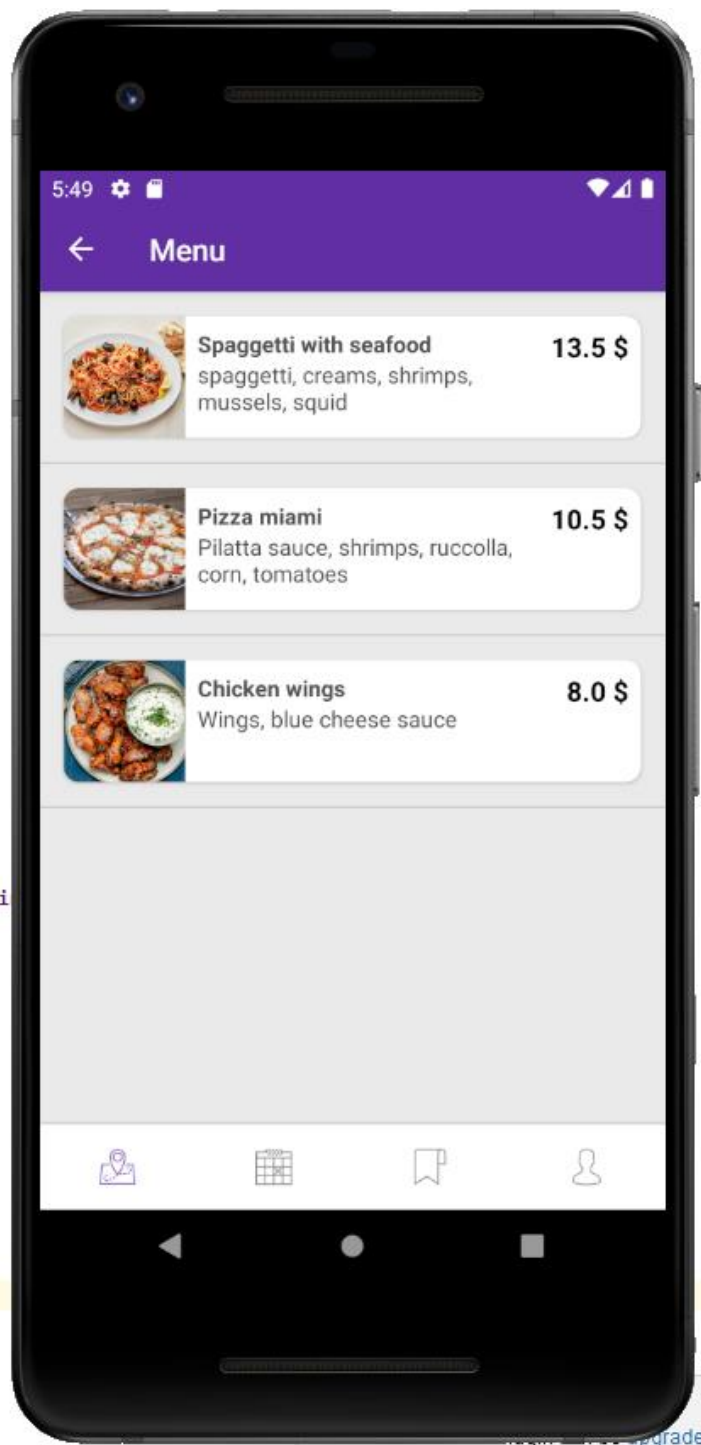 5:49
Menu
Spaggetti with seafood
13.5 $
spaggetti, creams, shrimps,
mussels, squid
Pizza miami
10.5 $
Pilatta sauce, shrimps, ruccolla,
corn, tomatoes
Chicken wings
8.0 $
Wings, blue cheese sauce
i